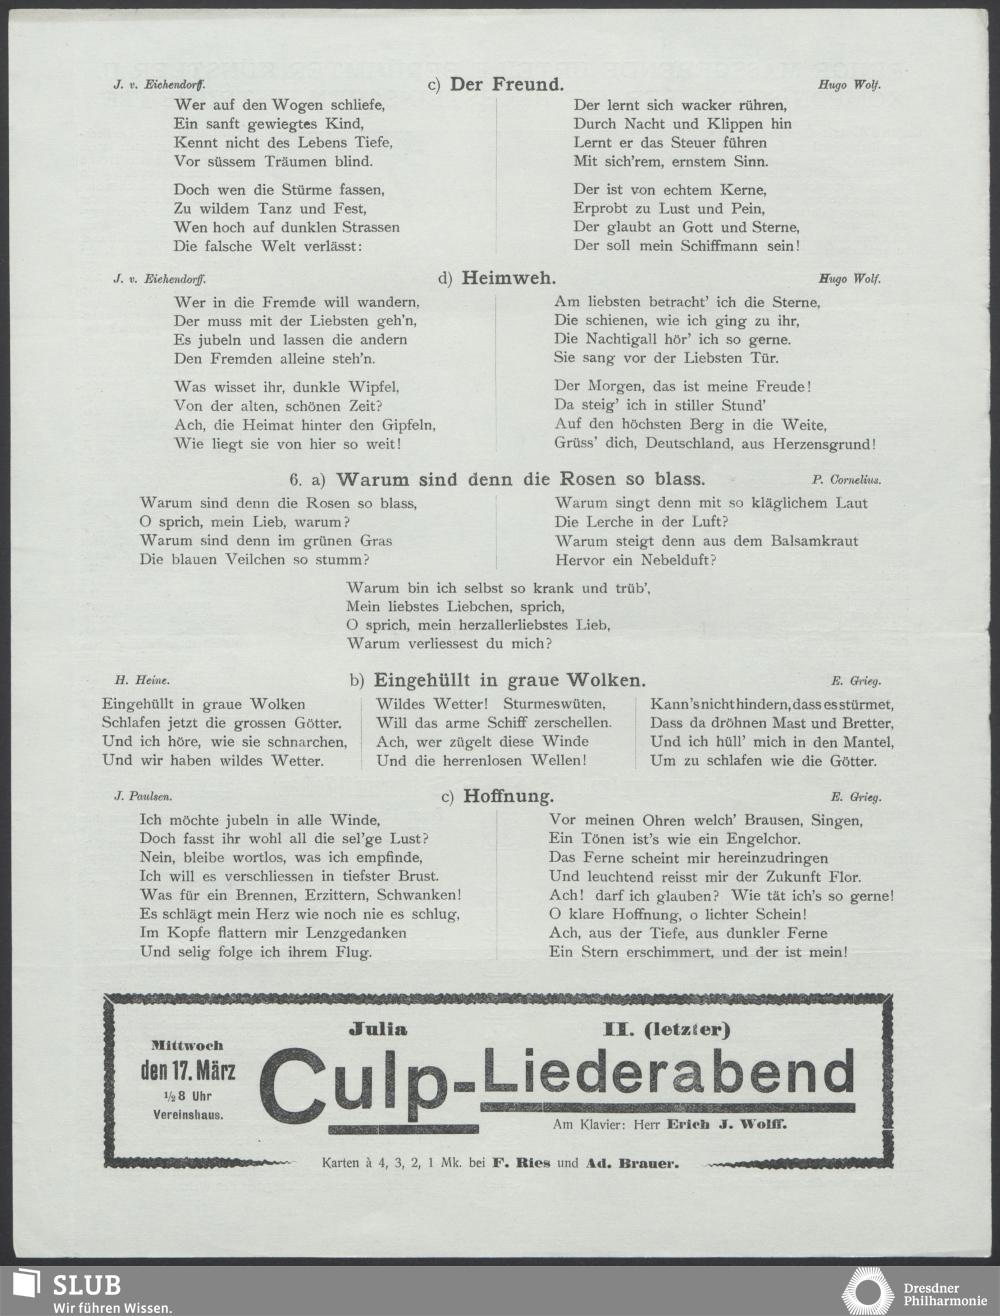 J. v. Eichendorff.
c) Der Freund.
Hugo Wolf.
Wer auf den Wogen schliefe,
Ein sanft gewiegtes Kind,
Kennt nicht des Lebens Tiefe,
Vor süssem Träumen blind.
Doch wen die Stürme fassen,
Zu wildem Tanz und Fest,
Wen hoch auf dunklen Strassen
Die falsche Welt verlässt:
Der lernt sich wacker rühren,
Durch Nacht und Klippen hin
Lernt er das Steuer führen
Mit sich'rem, ernstem Sinn.
Der ist von echtem Kerne,
Erprobt zu Lust und Pein,
Der glaubt an Gott und Sterne,
Der soll mein Schiffmann sein!
J. v. Eichendorff.
d) Heimweh.
Hugo Wolf.
Wer in die Fremde will wandern,
Der muss mit der Liebsten geh'n,
Es jubeln und lassen die andern
Den Fremden alleine steh'n.
Was wisset ihr, dunkle Wipfel,
Von der alten, schönen Zeit?
Ach, die Heimat hinter den Gipfeln,
Wie liegt sie von hier so weit!
Am liebsten betracht' ich die Sterne,
Die schienen, wie ich ging zu ihr,
Die Nachtigall hör' ich so gerne.
Sie sang vor der Liebsten Tür.
Der Morgen, das ist meine Freude!
Da steig' ich in stiller Stund'
Auf den höchsten Berg in die Weite,
Grüss' dich, Deutschland, aus Herzensgrund!
6. a) Warum sind denn die Rosen so blass.
P. Cornelius.
Warum sind denn die Rosen so blass,
O sprich, mein Lieb, warum?
Warum sind denn im grünen Gras
Die blauen Veilchen so stumm?
Warum singt denn mit so kläglichem Laut
Die Lerche in der Luft?
Warum steigt denn aus dem Balsamkraut
Hervor ein Nebelduft?
Warum bin ich selbst so krank und trüb',
Mein liebstes Liebchen, sprich,
O sprich, mein herzallerliebstes Lieb,
Warum verliessest du mich?
H. Heine.
b) Eingehüllt in graue Wolken.
E. Grieg.
Eingehüllt in graue Wolken
Schlafen jetzt die grossen Götter.
Und ich höre, wie sie schnarchen,
Und wir haben wildes Wetter.
Wildes Wetter! Sturmeswüten,
Will das arme Schiff zerschellen.
Ach, wer zügelt diese Winde
Und die herrenlosen Wellen!
Kann's nicht hindern, dass es stürmet,
Dass da dröhnen Mast und Bretter,
Und ich hüll' mich in den Mantel,
Um zu schlafen wie die Götter.
J. Paulsen.
c) Hoffnung.
E. Grieg.
Ich möchte jubeln in alle Winde,
Doch fasst ihr wohl all die sel'ge Lust?
Nein, bleibe wortlos, was ich empfinde,
Ich will es verschliessen in tiefster Brust.
Was für ein Brennen, Erzittern, Schwanken!
Es schlägt mein Herz wie noch nie es schlug,
Im Kopfe flattern mir Lenzgedanken
Und selig folge ich ihrem Flug.
Vor meinen Ohren welch' Brausen, Singen,
Ein Tönen ist's wie ein Engelchor.
Das Ferne scheint mir hereinzudringen
Und leuchtend reisst mir der Zukunft Flor.
Ach! darf ich glauben? Wie tät ich's so gerne!
O klare Hoffnung, o lichter Schein!
Ach, aus der Tiefe, aus dunkler Ferne
Ein Stern erschimmert, und der ist mein!
Mittwoch
den 17. März
½8 Uhr
Vereinshaus.
Julia
II. (letzter)
Culp-Liederabend
Am Klavier: Herr Erich J. Wolff.
Karten à 4, 3, 2, 1 Mk. bei F. Ries und Ad. Brauer.
SLUB
Wir führen Wissen.
Dresdner
Philharmonie